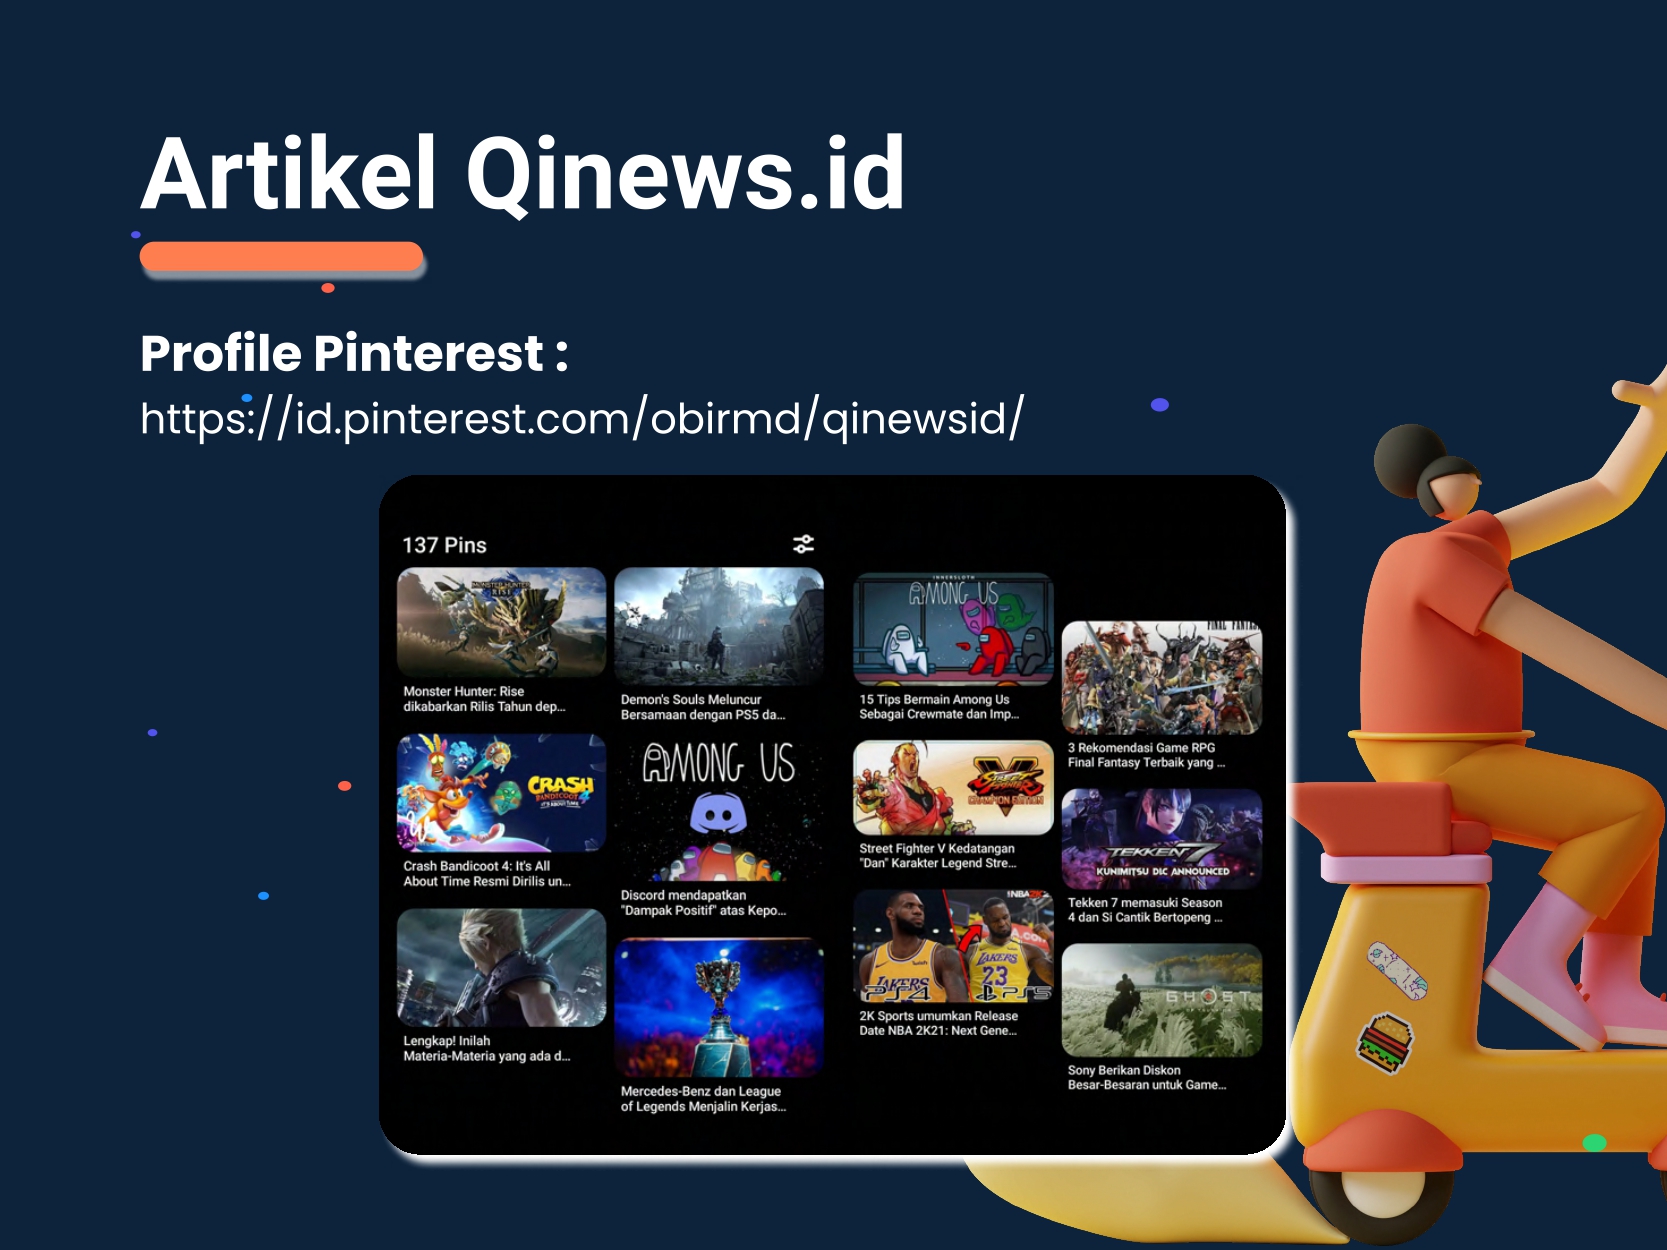 Artikel Qinews.id
Profile Pinterest :
https://id.pinterest.com/obirmd/qinewsid/
137 Pins
MONSTER HUNTER
RISE
Monster Hunter: Rise
dikabarkan Rilis Tahun dep...
CRASH
BANDICOOT 4
IT'S ABOUT TIME
Crash Bandicoot 4: It's All
About Time Resmi Dirilis un...
Lengkap! Inilah
Materia-Materia yang ada d...
Demon's Souls Meluncur
Bersamaan dengan PS5 da...
AMONG US
Discord mendapatkan
"Dampak Positif" atas Kepo...
Mercedes-Benz dan League
of Legends Menjalin Kerjas...
INNERSLOTH
AMONG US
15 Tips Bermain Among Us
Sebagai Crewmate dan Imp...
STREET FIGHTER V
CHAMPION EDITION
Street Fighter V Kedatangan
"Dan" Karakter Legend Stre...
NBA2K
LAKERS
LAKERS
23
PS4
PS5
2K Sports umumkan Release
Date NBA 2K21: Next Gene...
FINAL FANTASY
3 Rekomendasi Game RPG
Final Fantasy Terbaik yang ...
TEKKEN 7
KUNIMITSU DLC ANNOUNCED
Tekken 7 memasuki Season
4 dan Si Cantik Bertopeng ...
GHOST
Sony Berikan Diskon
Besar-Besaran untuk Game...